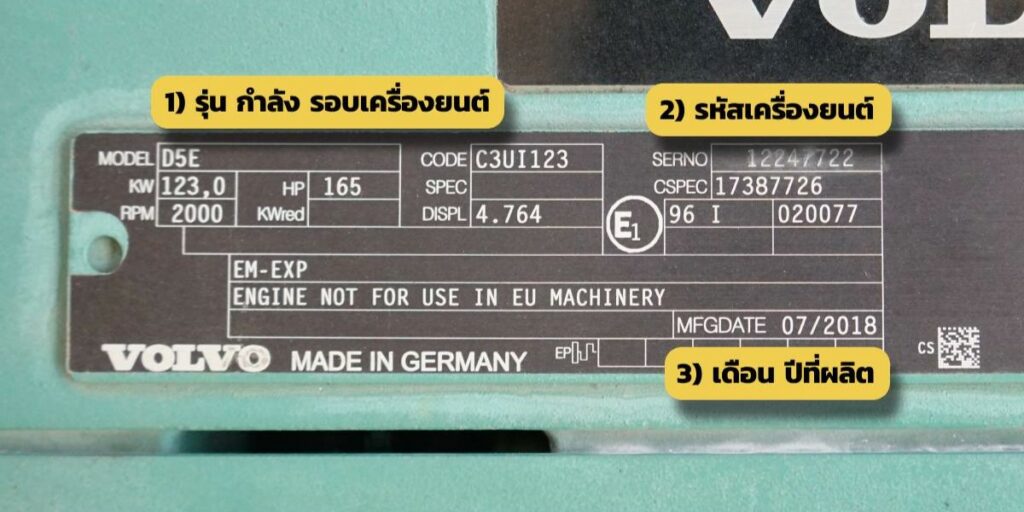 VOL
1) รุ่น กำลัง รอบเครื่องยนต์
2) รหัสเครื่องยนต์
MODEL D5E CODE C3UI123 SERNO 12247722
KW 123,0 HP 165 SPEC CSPEC 17387726
RPM 2000 KWred DISPL 4.764 E1 96 I 020077
EM-EXP
ENGINE NOT FOR USE IN EU MACHINERY
MFGDATE 07/2018
VOLVO MADE IN GERMANY EP CS
3) เดือน ปีที่ผลิต